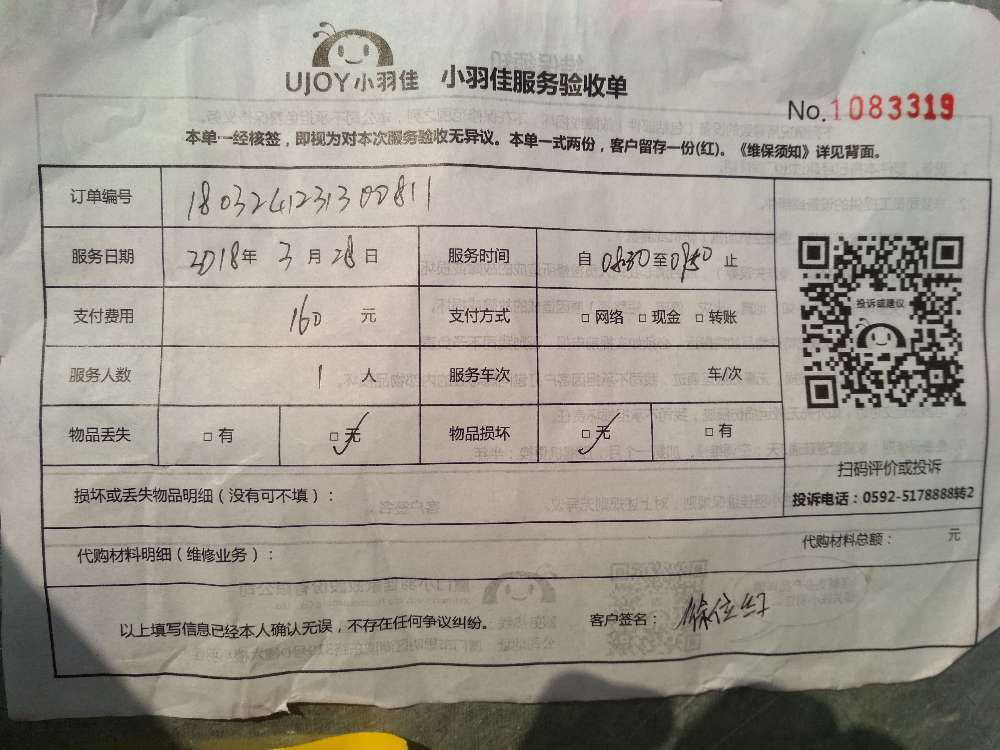 UJOY小羽佳 小羽佳服务验收单
No.1083319
本单一经核签，即视为对本次服务验收无异议。本单一式两份，客户留存一份(红)。《维保须知》详见背面。
订单编号 180324123130081
服务日期 2018年 3月28日 服务时间 自 08:30至09:50止
支付费用 160 元 支付方式 □网络 □现金 □转账
服务人数 1 人 服务车次 车/次
物品丢失 □有 □无 物品损坏 □无 □有
投诉或建议
扫码评价或投诉
投诉电话：0592-5178888转2
损坏或丢失物品明细（没有可不填）：
代购材料明细（维修业务）： 代购材料总额： 元
以上填写信息已经本人确认无误，不存在任何争议纠纷。 客户签名：